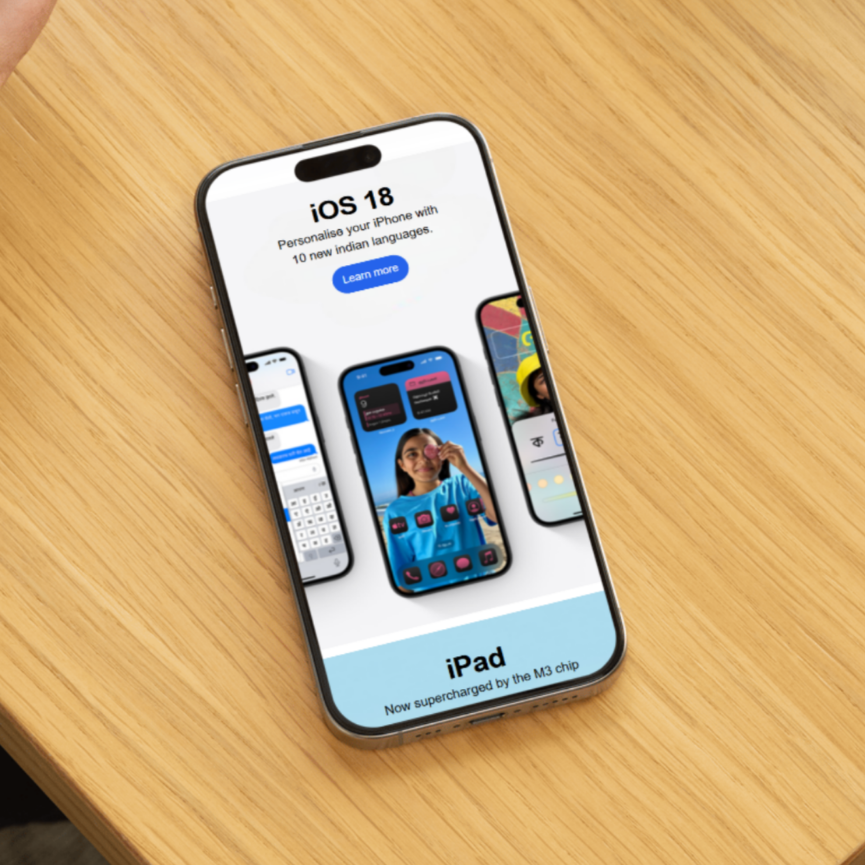 iOS 18
Personalise your iPhone with
10 new indian languages.
Learn more
क
iPad
Now supercharged by the M3 chip